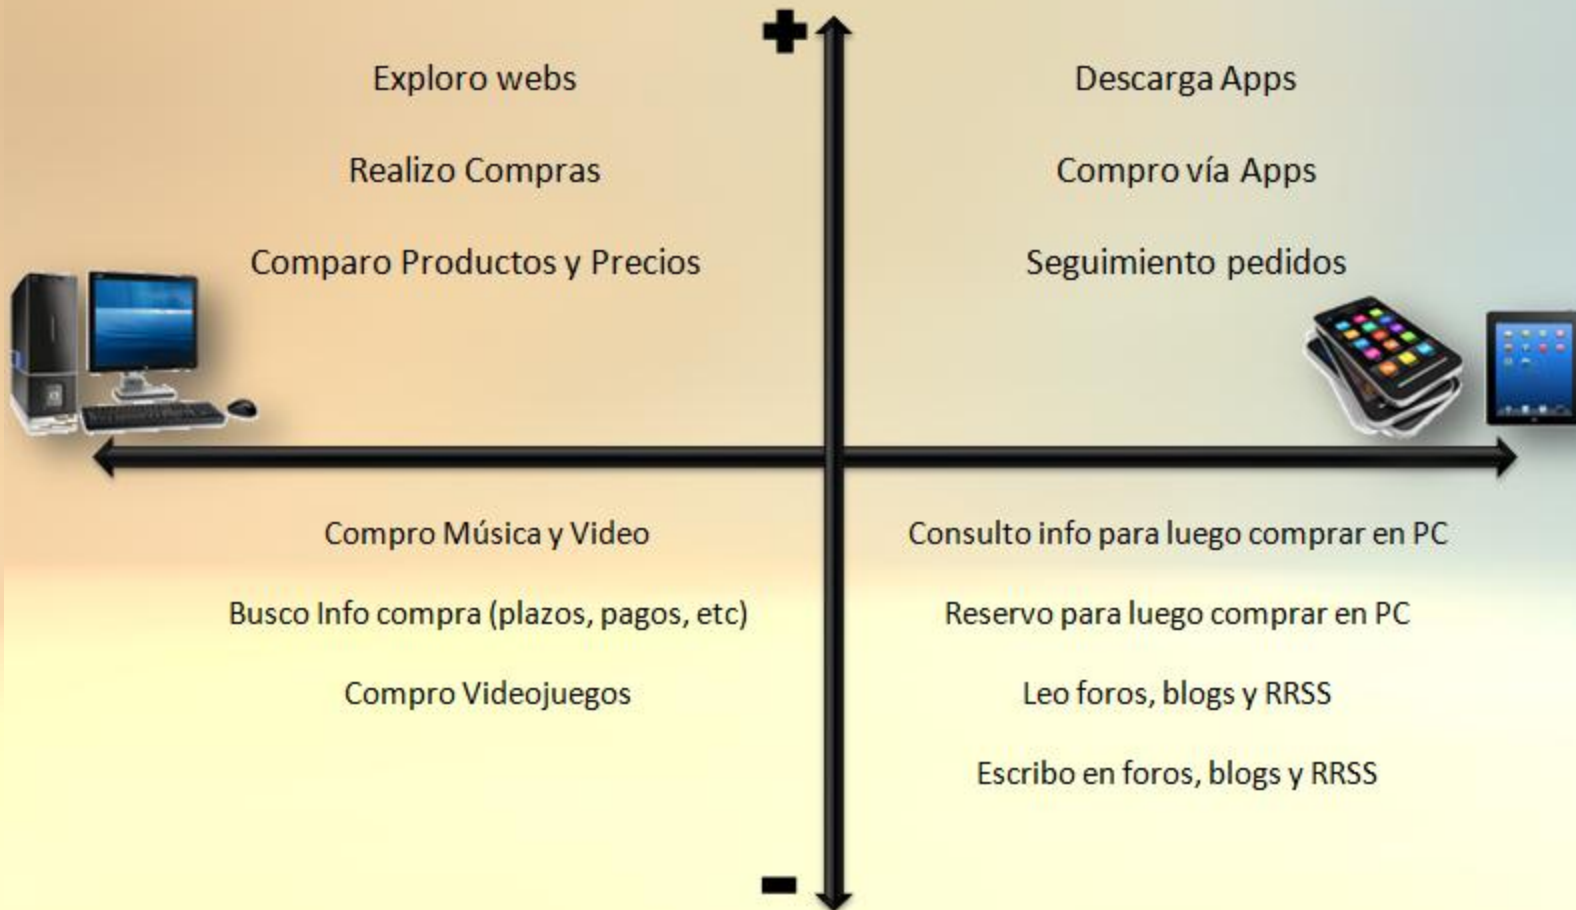 Exploro webs
Realizo Compras
Comparo Productos y Precios
Descarga Apps
Compro vía Apps
Seguimiento pedidos
Compro Música y Video
Busco Info compra (plazos, pagos, etc)
Compro Videojuegos
Consulto info para luego comprar en PC
Reservo para luego comprar en PC
Leo foros, blogs y RRSS
Escribo en foros, blogs y RRSS